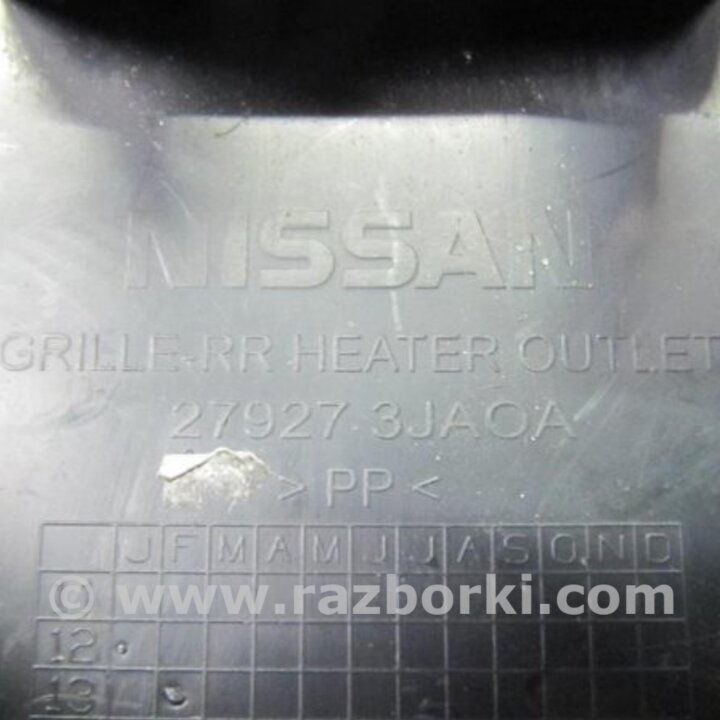 NISSAN
GRILLE-RR HEATER OUTLET
27927 3JA0A
> PP <
J F M A M J J A S O N D
© www.razborki.com
12
13